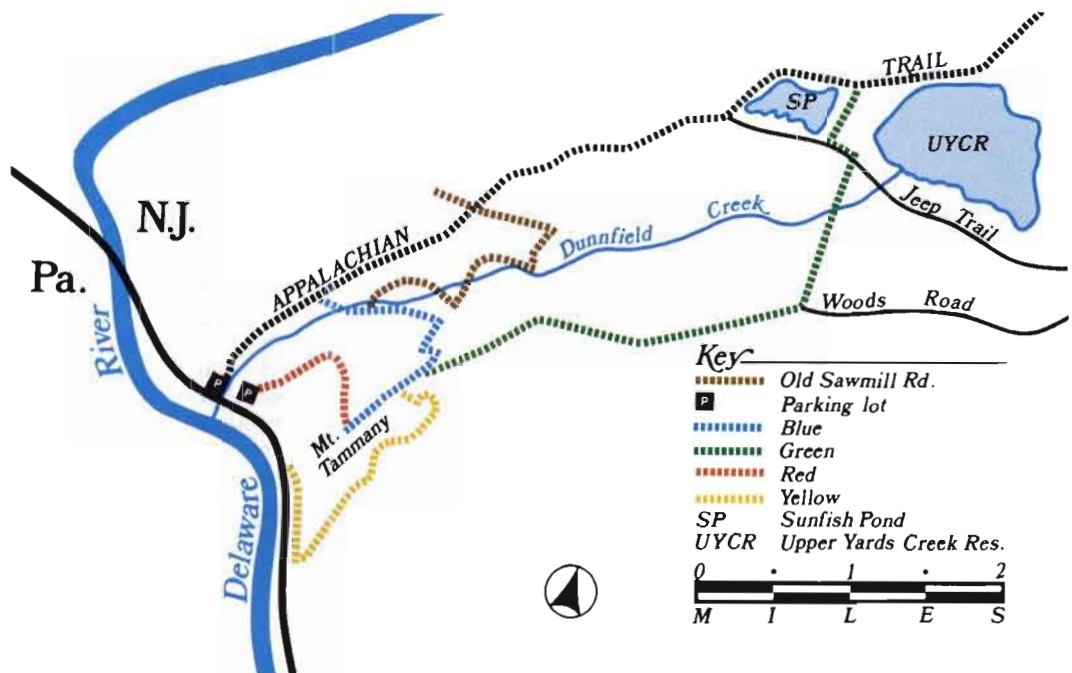 TRAIL
SP
UYCR
N.J.
Creek
Jeep Trail
Dunnfield
APPALACHIAN
Pa.
Woods Road
River
P
P
Mt.
Tammany
Delaware
Key
Old Sawmill Rd.
P Parking lot
Blue
Green
Red
Yellow
SP Sunfish Pond
UYCR Upper Yards Creek Res.
0 1 2
M I L E S